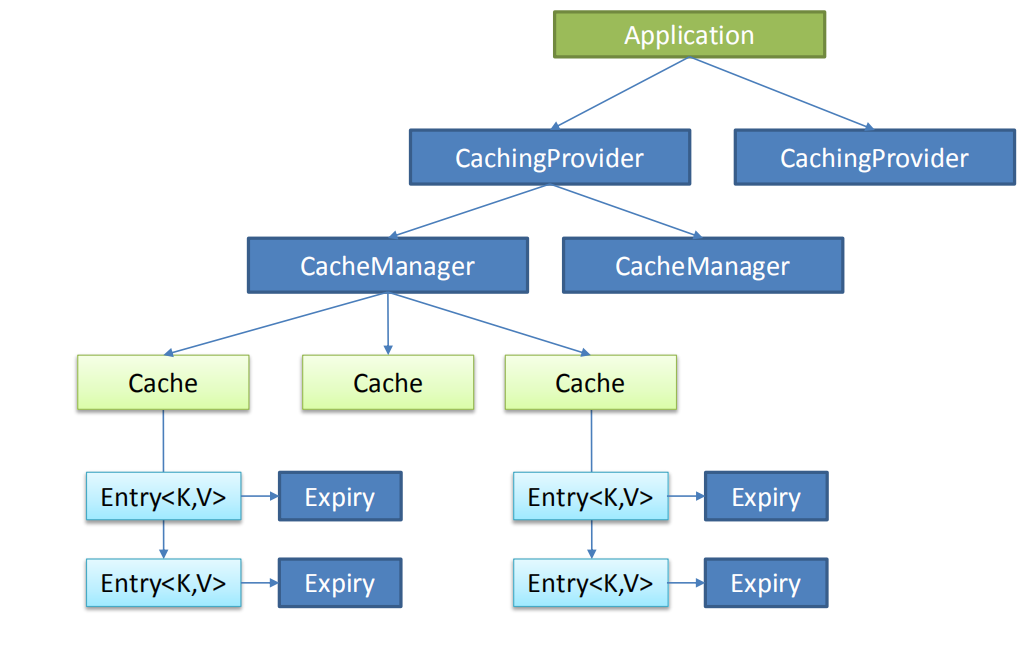 Application
CachingProvider
CachingProvider
CacheManager
CacheManager
Cache
Cache
Cache
Entry<K,V>
Expiry
Entry<K,V>
Expiry
Entry<K,V>
Expiry
Entry<K,V>
Expiry